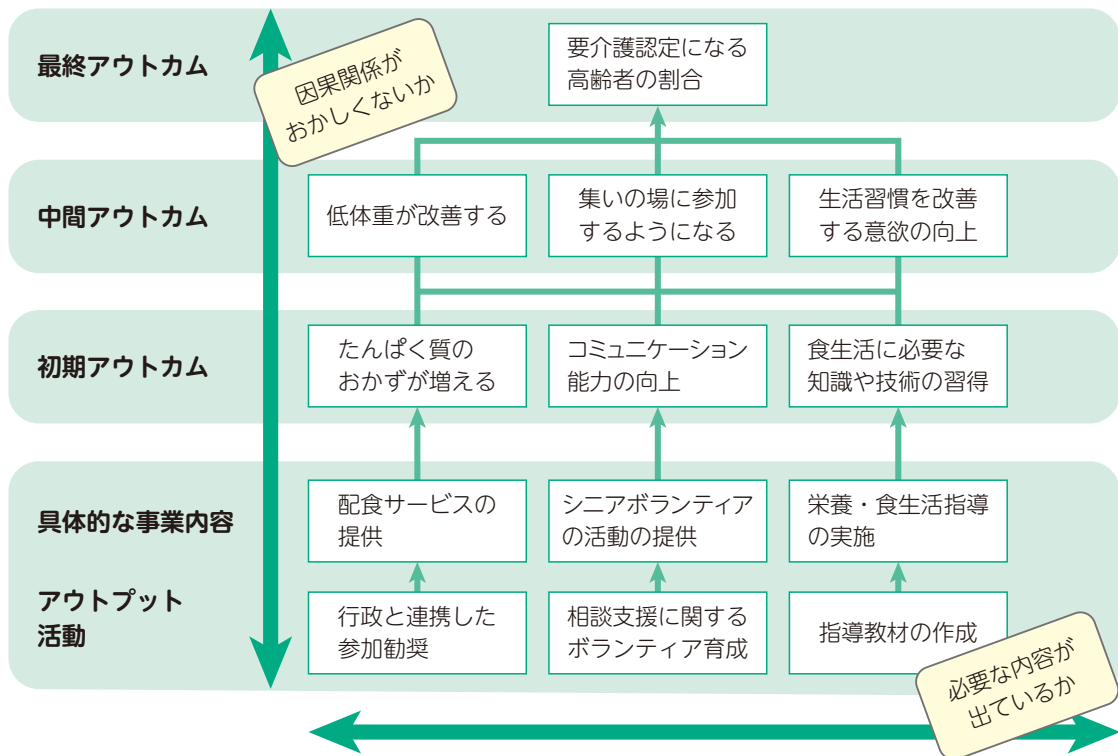 最終アウトカム
因果関係が
おかしくないか
要介護認定になる
高齢者の割合
中間アウトカム
低体重が改善する
集いの場に参加
するようになる
生活習慣を改善
する意欲の向上
初期アウトカム
たんぱく質の
おかずが増える
コミュニケーション
能力の向上
食生活に必要な
知識や技術の習得
具体的な事業内容
配食サービスの
提供
シニアボランティア
の活動の提供
栄養・食生活指導
の実施
アウトプット
活動
行政と連携した
参加勧奨
相談支援に関する
ボランティア育成
指導教材の作成
必要な内容が
出ているか